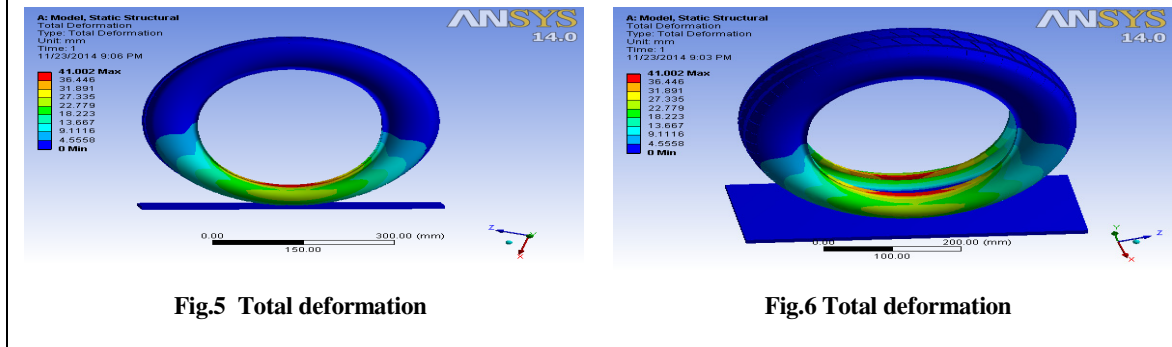 A: Model, Static Structural
Total Deformation
Type: Total Deformation
Unit: mm
Time: 1
11/23/2014 9:06 PM
41.002 Max
36.446
31.891
27.335
22.779
18.223
13.667
9.1116
4.5558
0 Min
ANSYS
14.0
0.00
300.00 (mm)
150.00
Z
Y
X
Fig.5 Total deformation
A: Model, Static Structural
Total Deformation
Type: Total Deformation
Unit: mm
Time: 1
11/23/2014 9:03 PM
41.002 Max
36.446
31.891
27.335
22.779
18.223
13.667
9.1116
4.5558
0 Min
ANSYS
14.0
0.00
200.00 (mm)
100.00
Y
Z
X
Fig.6 Total deformation